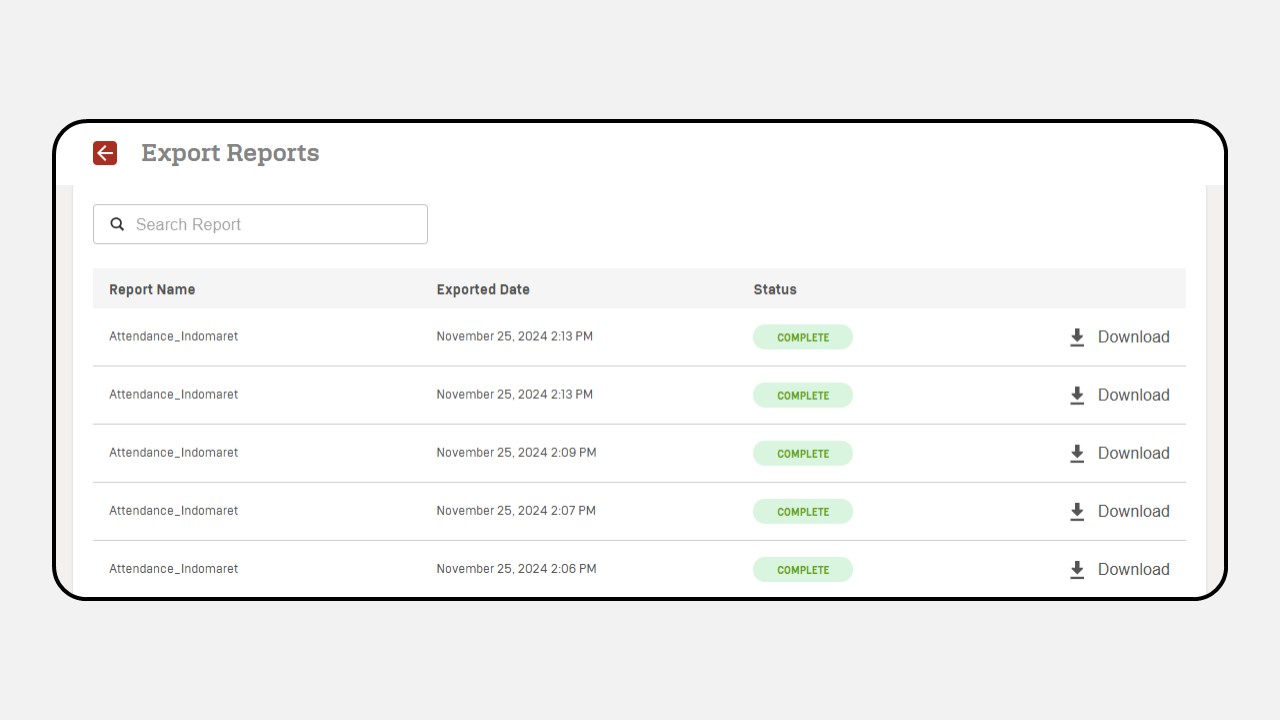 Export Reports
Search Report
Report Name Exported Date Status
Attendance_Indomaret November 25, 2024 2:13 PM COMPLETE Download
Attendance_Indomaret November 25, 2024 2:13 PM COMPLETE Download
Attendance_Indomaret November 25, 2024 2:09 PM COMPLETE Download
Attendance_Indomaret November 25, 2024 2:07 PM COMPLETE Download
Attendance_Indomaret November 25, 2024 2:06 PM COMPLETE Download